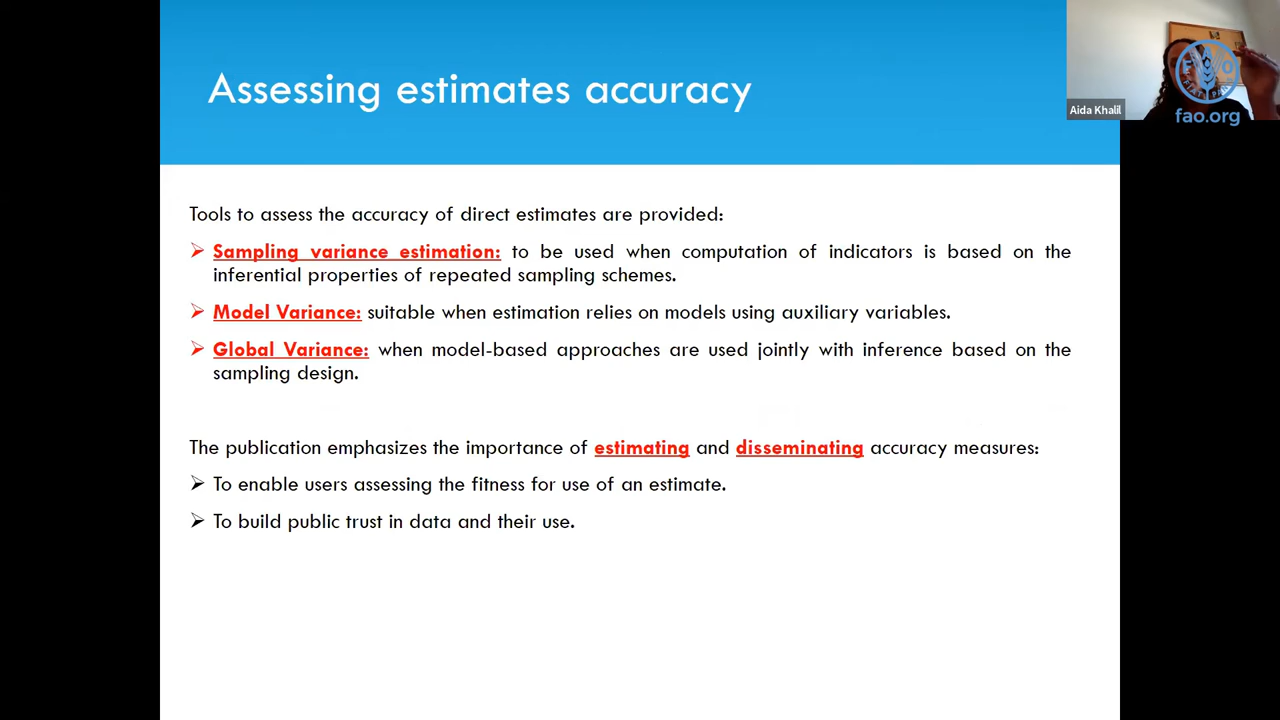 Assessing estimates accuracy
Aida Khalil
F A O
fao.org
Tools to assess the accuracy of direct estimates are provided:
➢ Sampling variance estimation: to be used when computation of indicators is based on the
inferential properties of repeated sampling schemes.
➢ Model Variance: suitable when estimation relies on models using auxiliary variables.
➢ Global Variance: when model-based approaches are used jointly with inference based on the
sampling design.
The publication emphasizes the importance of estimating and disseminating accuracy measures:
➢ To enable users assessing the fitness for use of an estimate.
➢ To build public trust in data and their use.